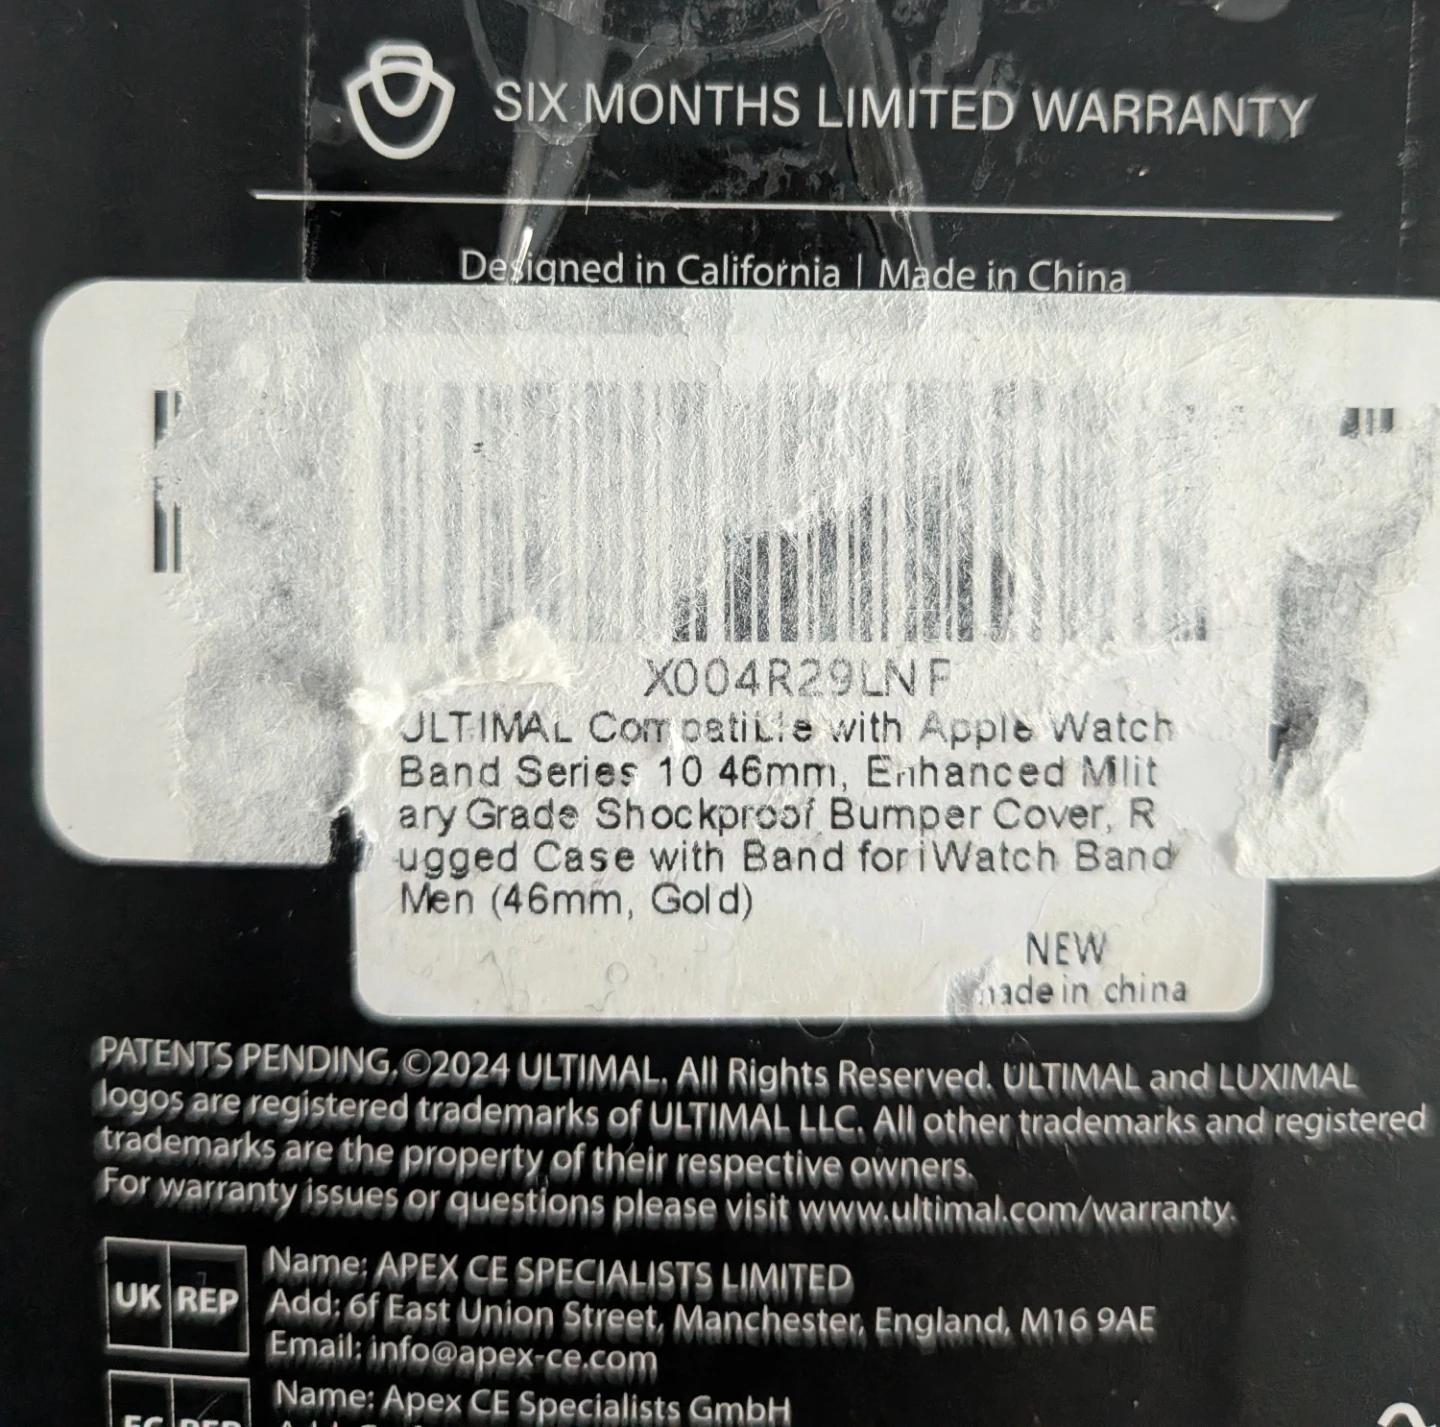 SIX MONTHS LIMITED WARRANTY
Designed in California | Made in China
X004R29LNF
ULTIMAL Compatible with Apple Watch
Band Series 10 46mm, Enhanced Milit
ary Grade Shockproof Bumper Cover, R
ugged Case with Band for iWatch Band
Men (46mm, Gold)
NEW
made in china
PATENTS PENDING, ©2024 ULTIMAL, All Rights Reserved. ULTIMAL and LUXIMAL
logos are registered trademarks of ULTIMAL LLC. All other trademarks and registered
trademarks are the property of their respective owners.
For warranty issues or questions please visit www.ultimal.com/warranty.
UK REP
Name: APEX CE SPECIALISTS LIMITED
Add: 6f East Union Street, Manchester, England, M16 9AE
Email: info@apex-ce.com
EC REP
Name: Apex CE Specialists GmbH